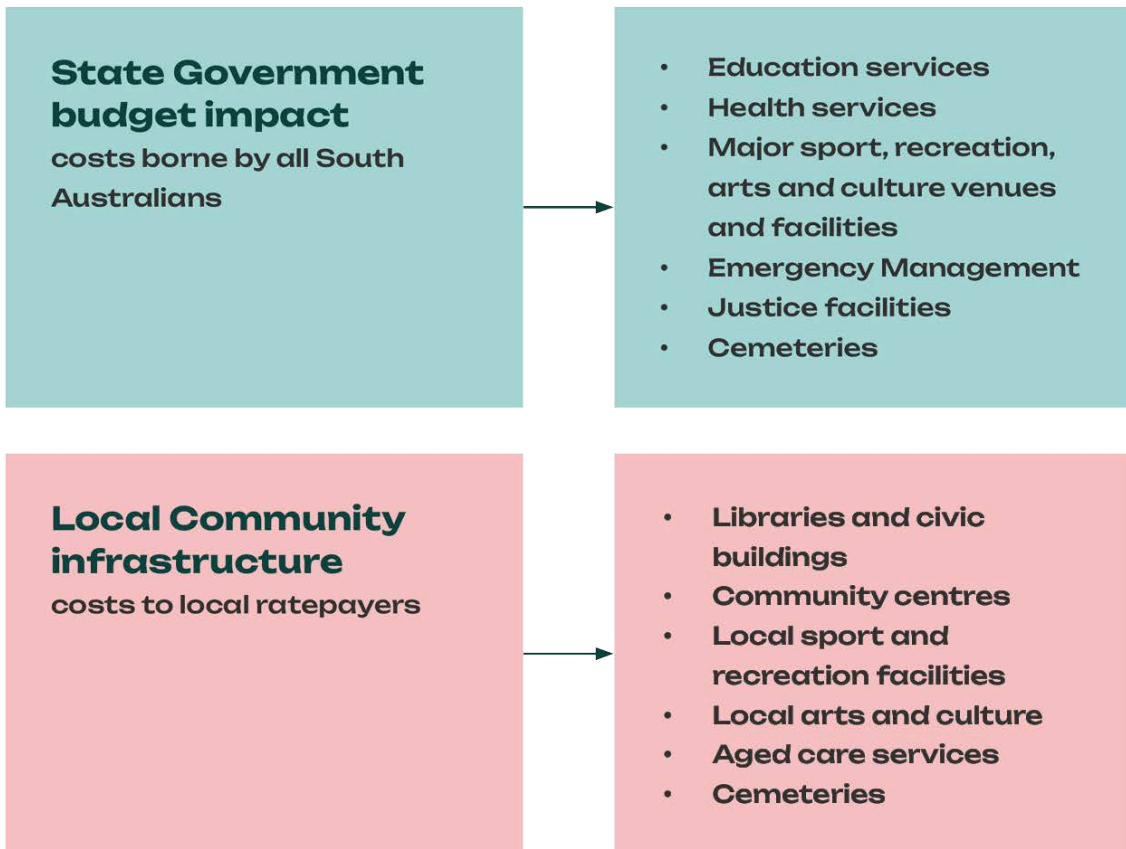 State Government
budget impact
costs borne by all South
Australians
• Education services
• Health services
• Major sport, recreation,
arts and culture venues
and facilities
• Emergency Management
• Justice facilities
• Cemeteries
Local Community
infrastructure
costs to local ratepayers
• Libraries and civic
buildings
• Community centres
• Local sport and
recreation facilities
• Local arts and culture
• Aged care services
• Cemeteries